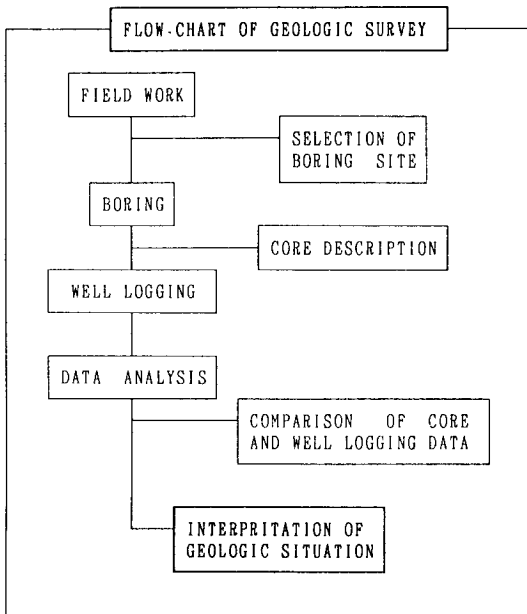 FLOW-CHART OF GEOLOGIC SURVEY
FIELD WORK
SELECTION OF
BORING SITE
BORING
CORE DESCRIPTION
WELL LOGGING
DATA ANALYSIS
COMPARISON OF CORE
AND WELL LOGGING DATA
INTERPRITATION OF
GEOLOGIC SITUATION